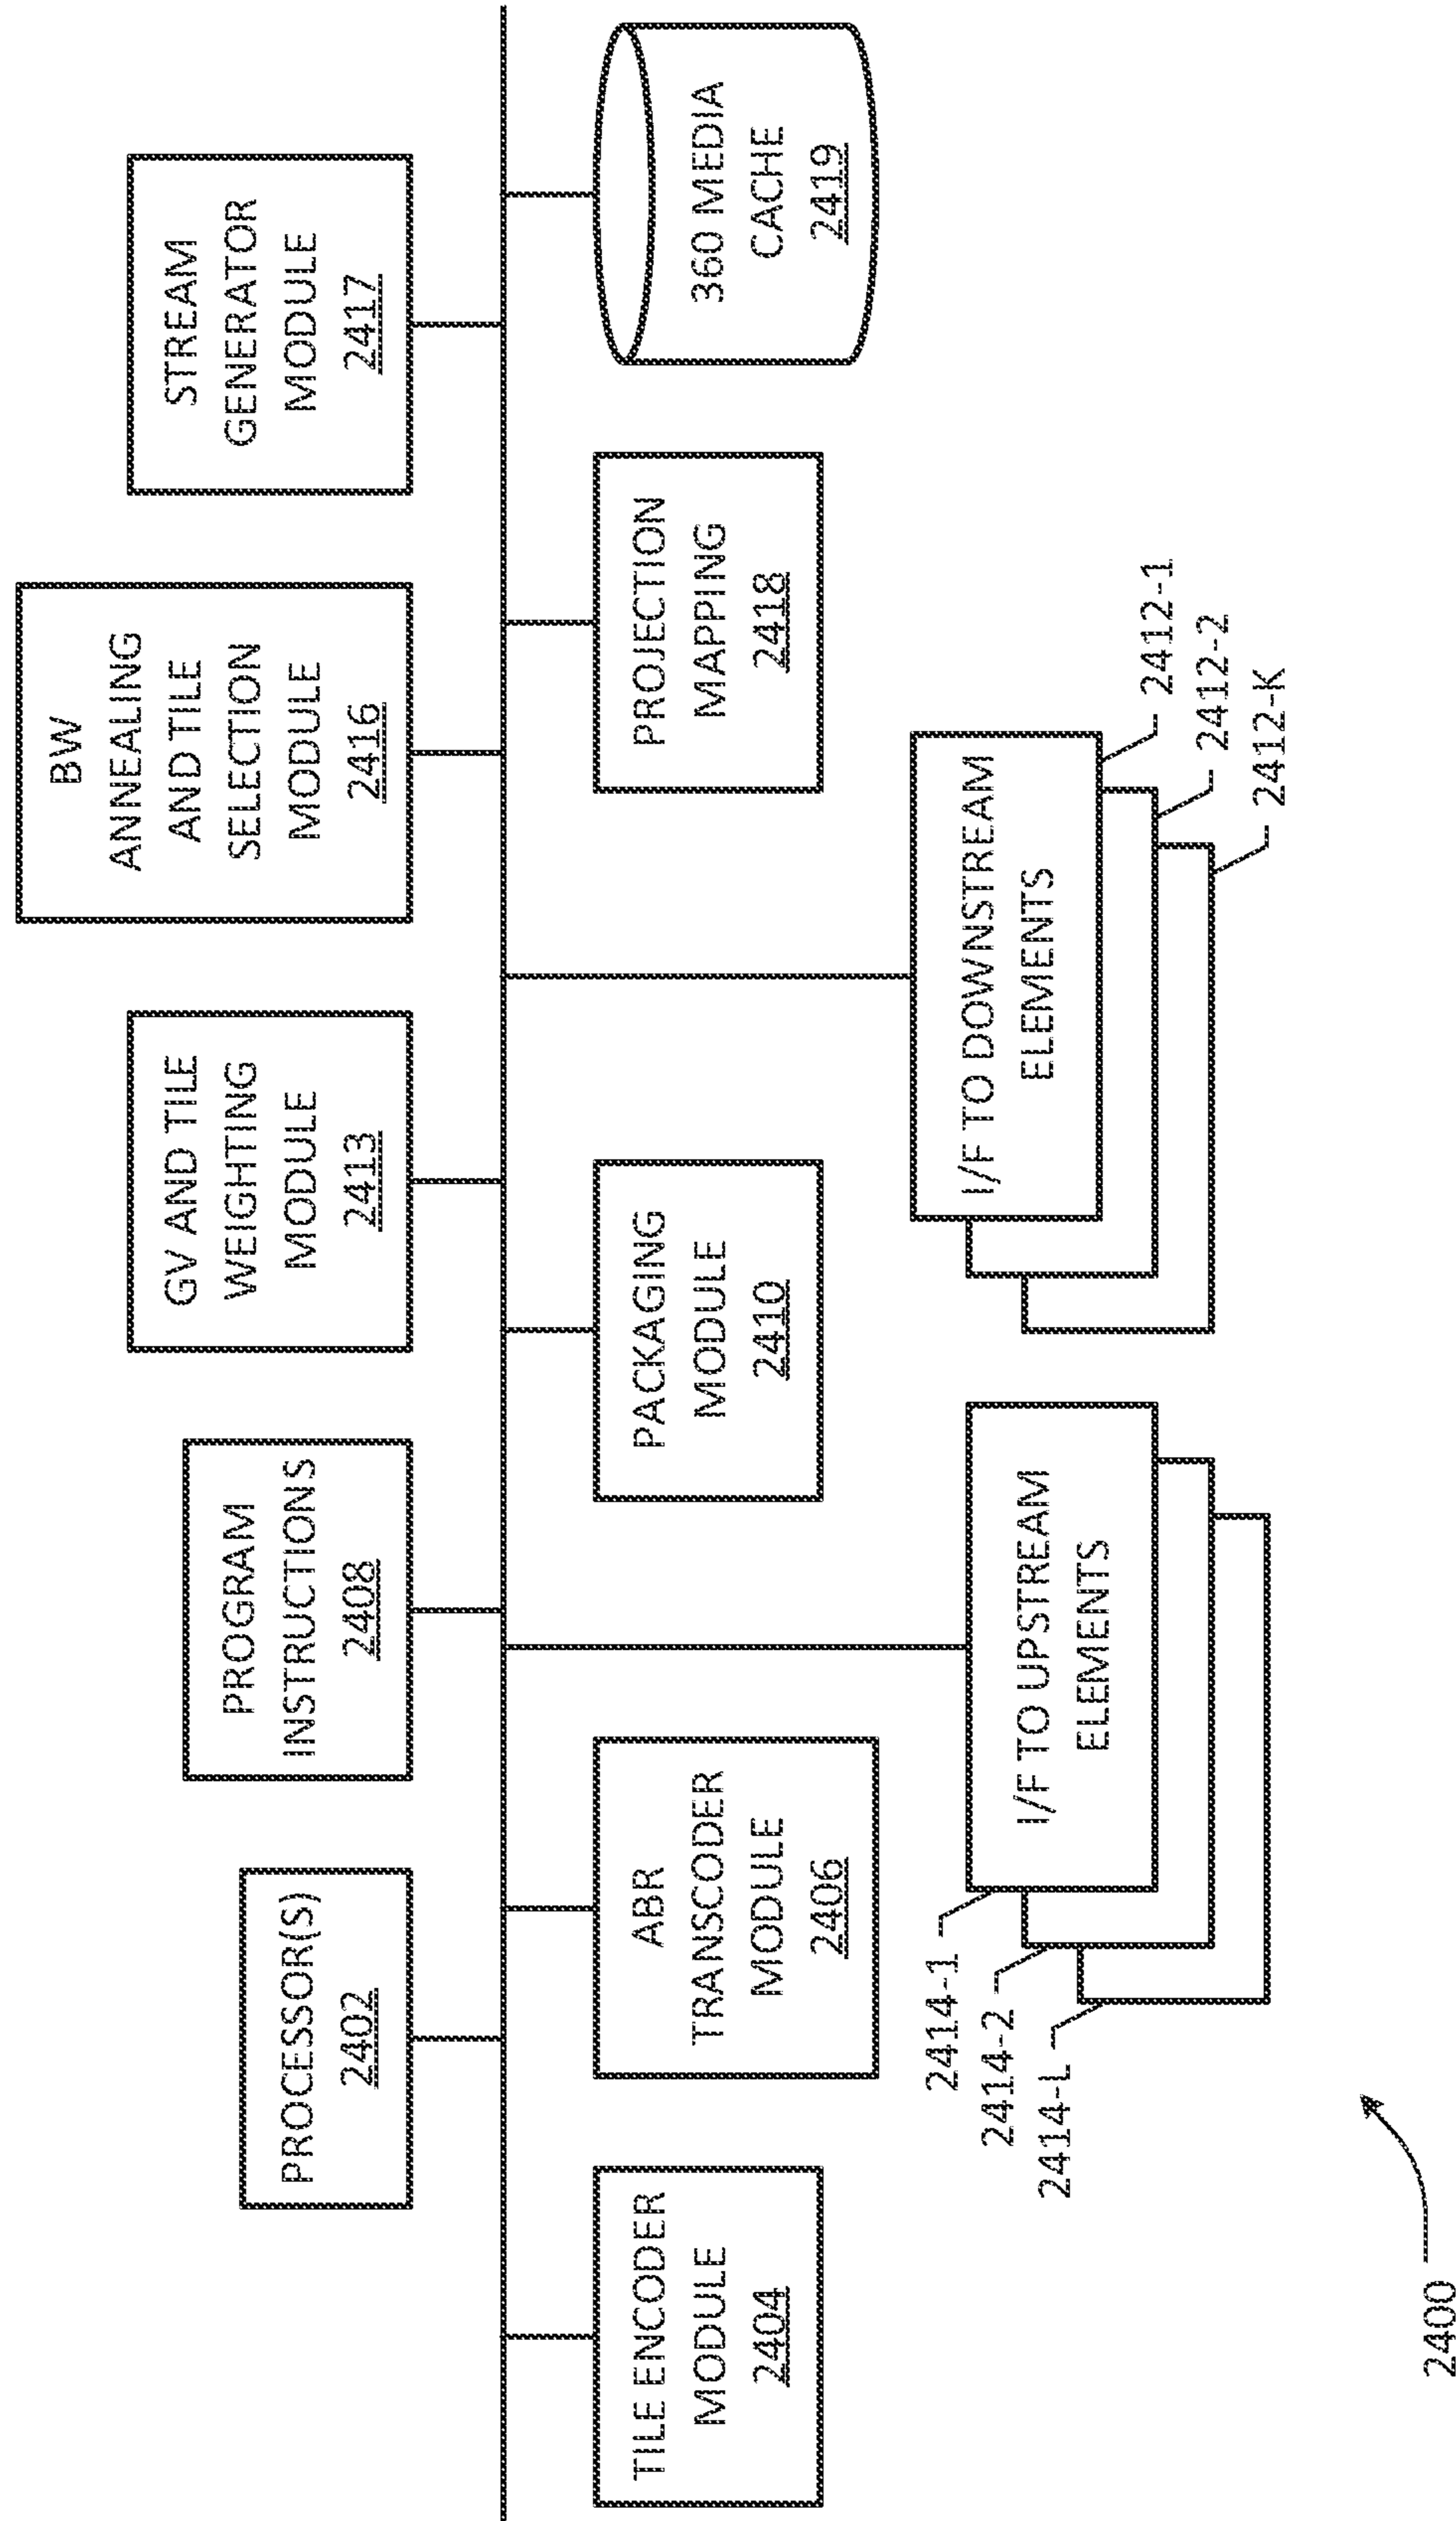 PROCESSOR(S)
2402
PROGRAM
INSTRUCTIONS
2408
GV AND TILE
WEIGHTING
MODULE
2413
BW
ANNEALING
AND TILE
SELECTION
MODULE
2416
STREAM
GENERATOR
MODULE
2417
TILE ENCODER
MODULE
2404
ABR
TRANSCODER
MODULE
2406
PACKAGING
MODULE
2410
PROJECTION
MAPPING
2418
360 MEDIA
CACHE
2419
2414-1
2414-2
2414-L
I/F TO UPSTREAM
ELEMENTS
I/F TO DOWNSTREAM
ELEMENTS
2412-1
2412-2
2412-K
2400